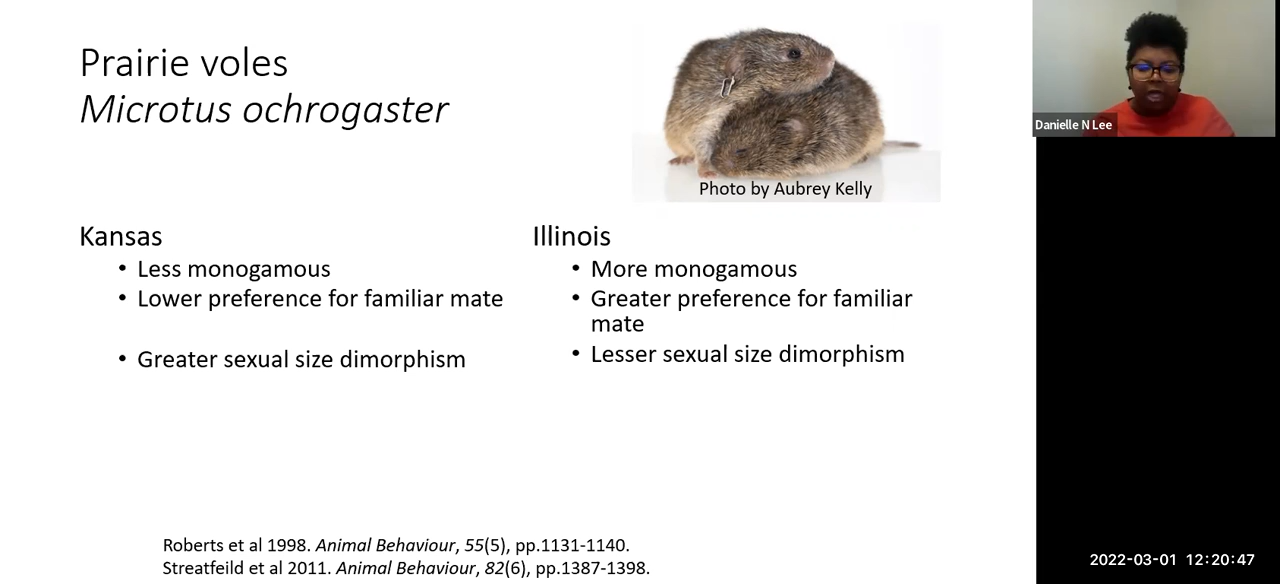 Prairie voles
Microtus ochrogaster
Photo by Aubrey Kelly
Danielle N Lee
Kansas
• Less monogamous
• Lower preference for familiar mate
• Greater sexual size dimorphism
Illinois
• More monogamous
• Greater preference for familiar
mate
• Lesser sexual size dimorphism
Roberts et al 1998. Animal Behaviour, 55(5), pp.1131-1140.
Streatfeild et al 2011. Animal Behaviour, 82(6), pp.1387-1398.
2022-03-01 12:20:47